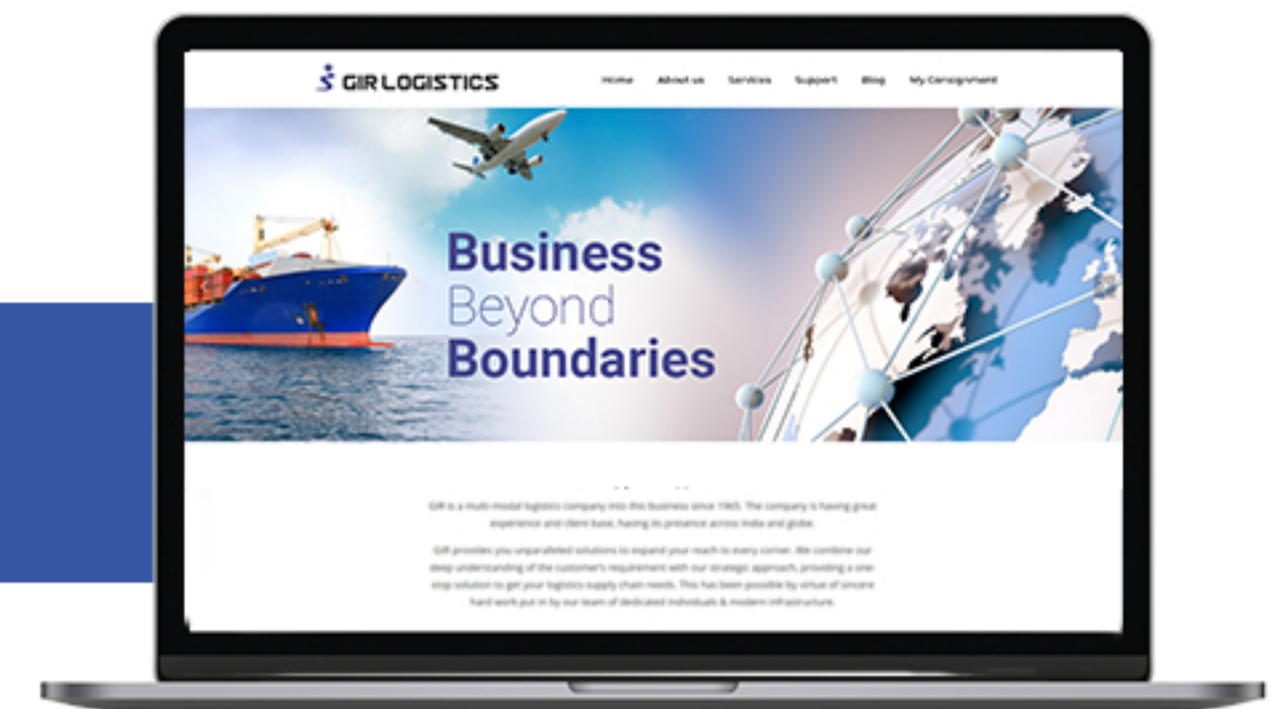 GIR LOGISTICS
Home About us Services Support Blog My Consignment
Business
Beyond
Boundaries
GIR is a multi-modal logistics company into this business since 1965. The company is having great
experience and client base, having its presence across India and globe.
GIR provides you unparalleled solutions to expand your reach to every corner. We combine our
deep understanding of the customer's requirement with our strategic approach, providing a one-
stop solution to get your logistics supply chain needs. This has been possible by virtue of sincere
hard work put in by our team of dedicated individuals & modern infrastructure.